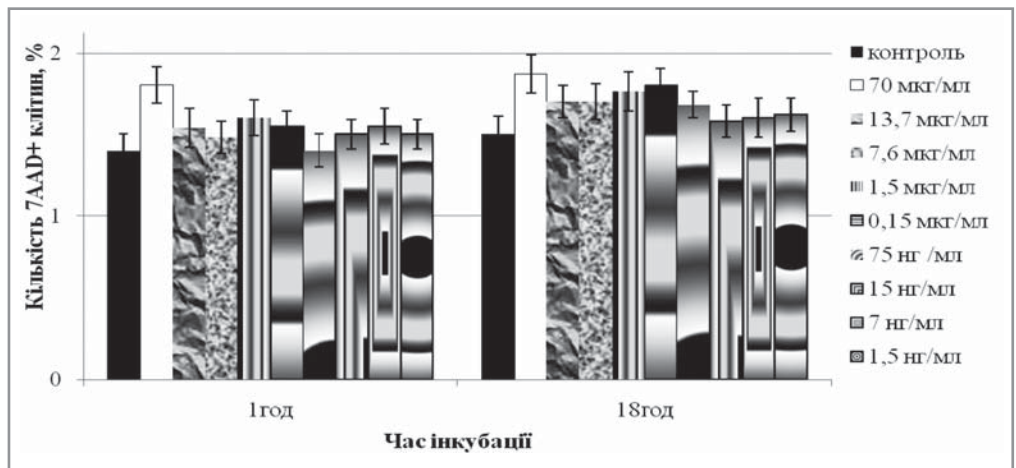 Кількість 7AAD+ клітин, %
2
1
0
1год
18год
Час інкубації
контроль
70 мкг/мл
13,7 мкг/мл
7,6 мкг/мл
1,5 мкг/мл
0,15 мкг/мл
75 нг /мл
15 нг/мл
7 нг/мл
1,5 нг/мл